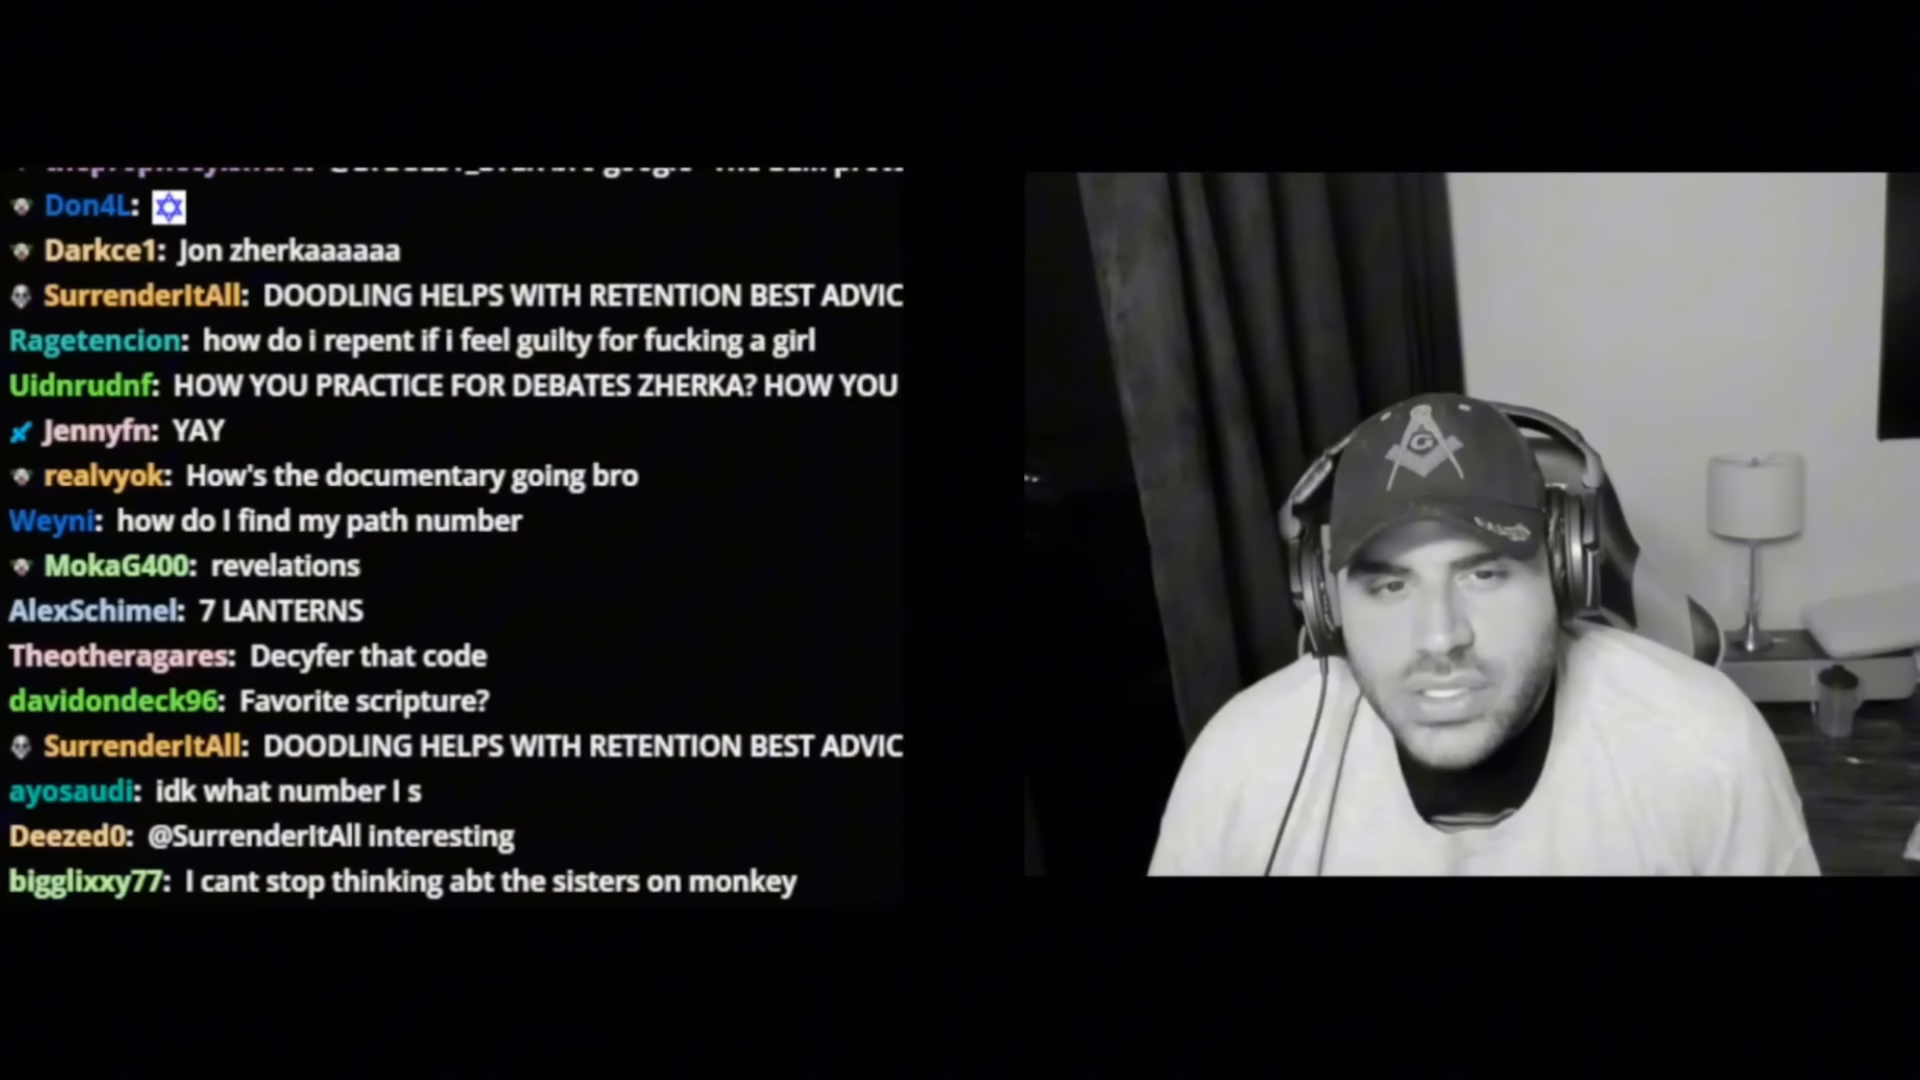 Don4L: ✡
Darkce1: Jon zherkaaaaaa
SurrenderItAll: DOODLING HELPS WITH RETENTION BEST ADVIC
Ragetencion: how do i repent if i feel guilty for fucking a girl
Uidnrudnf: HOW YOU PRACTICE FOR DEBATES ZHERKA? HOW YOU
Jennyfn: YAY
realvyok: How's the documentary going bro
Weyni: how do I find my path number
MokaG400: revelations
AlexSchimel: 7 LANTERNS
Theotheragares: Decyfer that code
davidondeck96: Favorite scripture?
SurrenderItAll: DOODLING HELPS WITH RETENTION BEST ADVIC
ayosaudi: idk what number I s
Deezed0: @SurrenderItAll interesting
bigglixxy77: I cant stop thinking abt the sisters on monkey
G